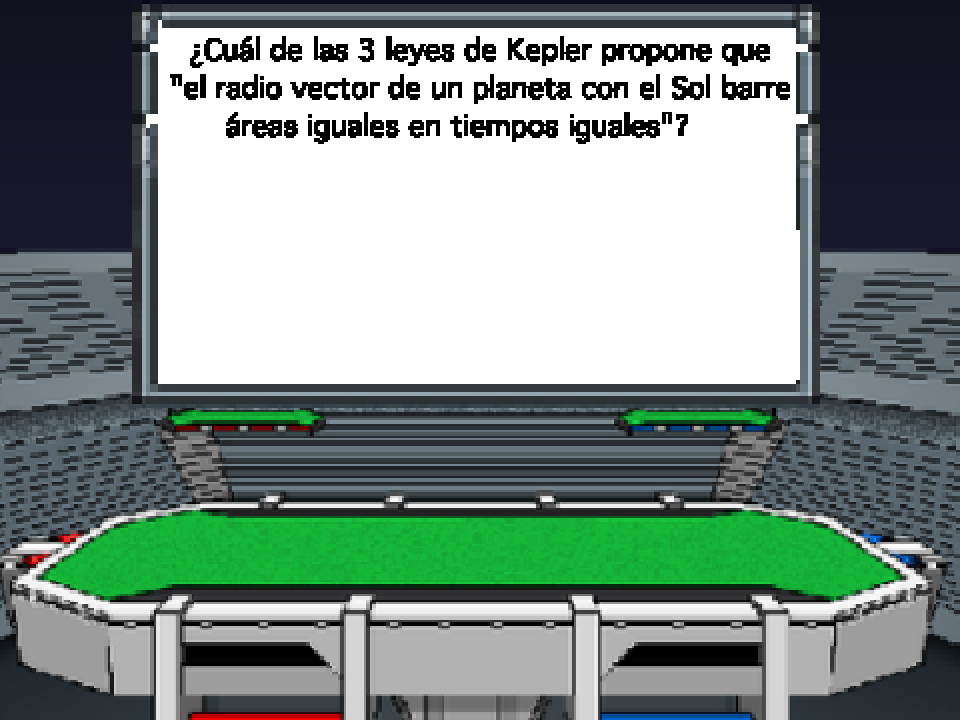 ¿Cuál de las 3 leyes de Kepler propone que
"el radio vector de un planeta con el Sol barre
áreas iguales en tiempos iguales"?